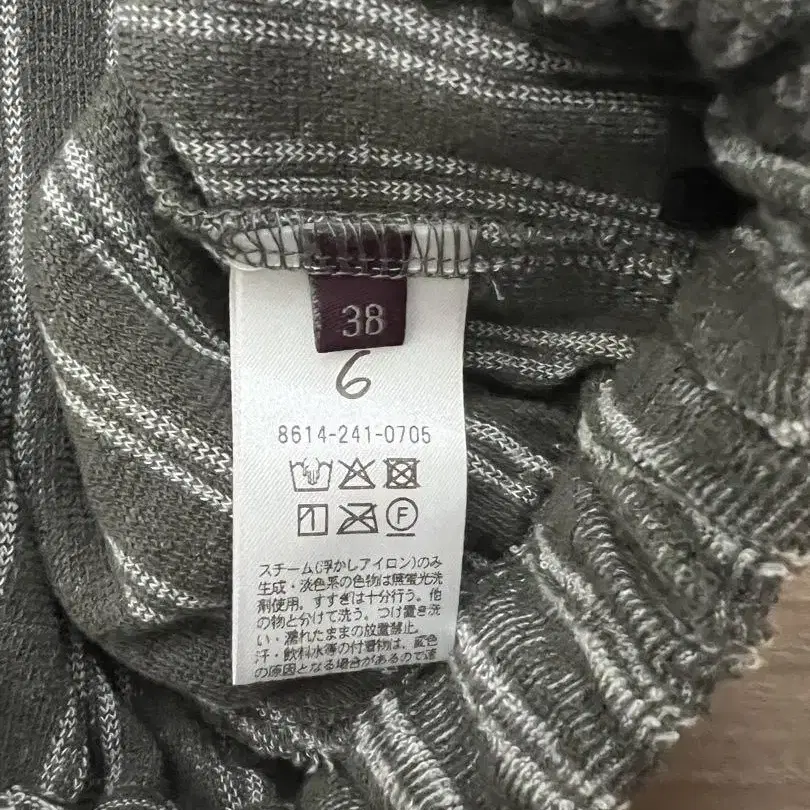 38
6
8614-241-0705
F
スチーム(浮かしアイロン)のみ
生成・淡色系の色物は無蛍光洗
剤使用。すすぎは十分行う。他
の物と分けて洗う。つけ置き洗
い・濡れたままの放置禁止。
汗・飲料水等の付着物は、変色
の原因となる場合があるので落